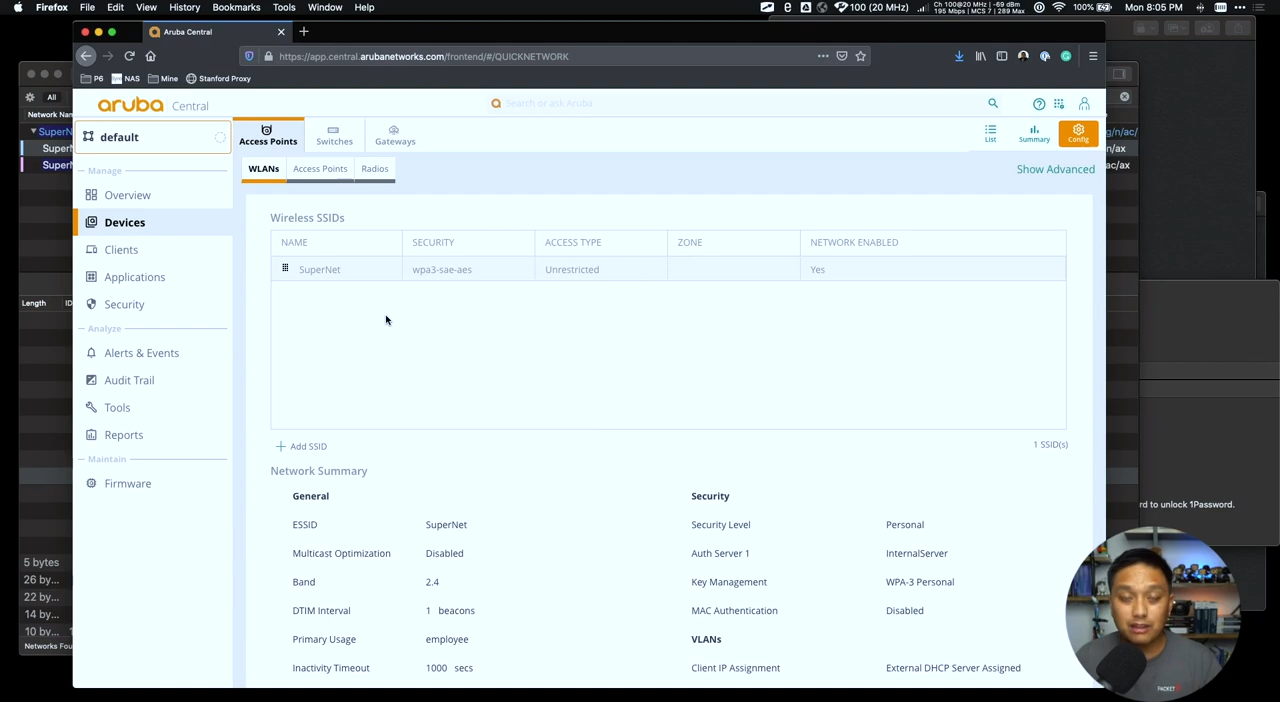 Firefox File Edit View History Bookmarks Tools Window Help
100 (20 MHz) Ch 100@20 MHz | -69 dBm 100% Mon 8:05 PM
195 Mbps | MCS 7 | 289 Max
Aruba Central
https://app.central.arubanetworks.com/frontend/#/QUICKNETWORK
P6 NAS Mine Stanford Proxy
All
aruba Central
Search or ask Aruba
Network Nam
default
Access Points Switches Gateways
List Summary Config
SuperNe
g/n/ac/
Super
n/ax
Super
ax
WLANs Access Points Radios
Show Advanced
Manage
Overview
Devices
Clients
Applications
Security
Analyze
Alerts & Events
Audit Trail
Tools
Reports
Maintain
Firmware
Wireless SSIDs
NAME SECURITY ACCESS TYPE ZONE NETWORK ENABLED
SuperNet wpa3-sae-aes Unrestricted Yes
Length ID
Add SSID
1 SSID(s)
Network Summary
General
ESSID SuperNet
Multicast Optimization Disabled
Band 2.4
DTIM Interval 1 beacons
Primary Usage employee
Inactivity Timeout 1000 secs
Security
Security Level Personal
Auth Server 1 InternalServer
Key Management WPA-3 Personal
MAC Authentication Disabled
VLANs
Client IP Assignment External DHCP Server Assigned
rd to unlock 1Password.
5 bytes
26 by...
22 by...
14 by...
10 by...
Networks Fou